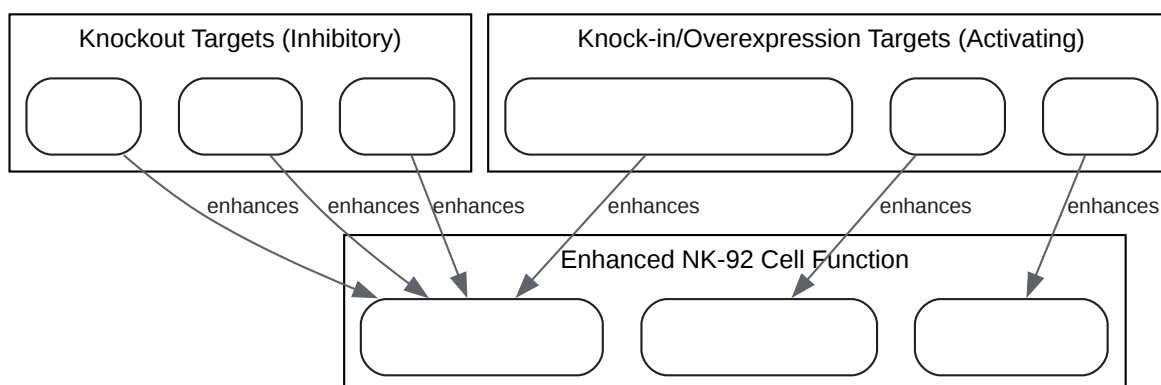 Knockout Targets (Inhibitory)
Knock-in/Overexpression Targets (Activating)
enhances
enhances
enhances
enhances
enhances
enhances
Enhanced NK-92 Cell Function